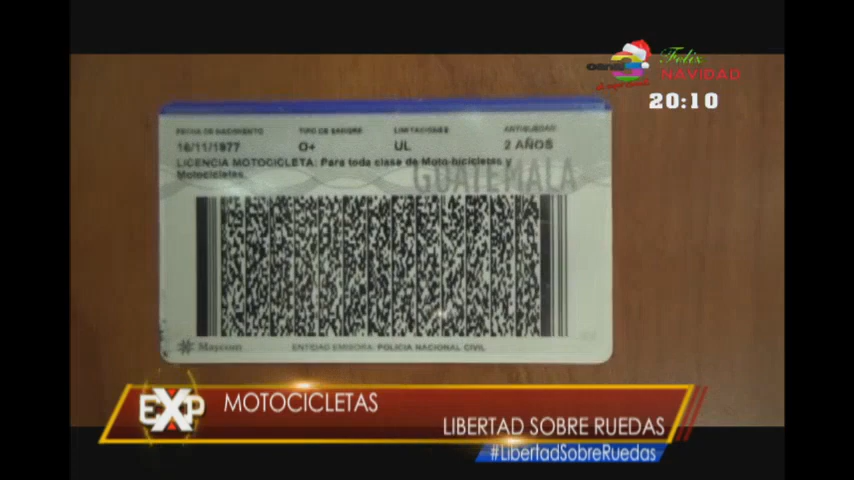 Feliz
NAVIDAD
20:10
FECHA DE NACIMIENTO TIPO DE SANGRE LIMITACIONES ANTIGUEDAD
16/11/1977 O+ UL 2 AÑOS
LICENCIA MOTOCICLETA: Para toda clase de Moto-bicicletas y
Motocicletas.
GUATEMALA
Maycom ENTIDAD EMISORA: POLICIA NACIONAL CIVIL
EXP MOTOCICLETAS
LIBERTAD SOBRE RUEDAS
#LibertadSobreRuedas